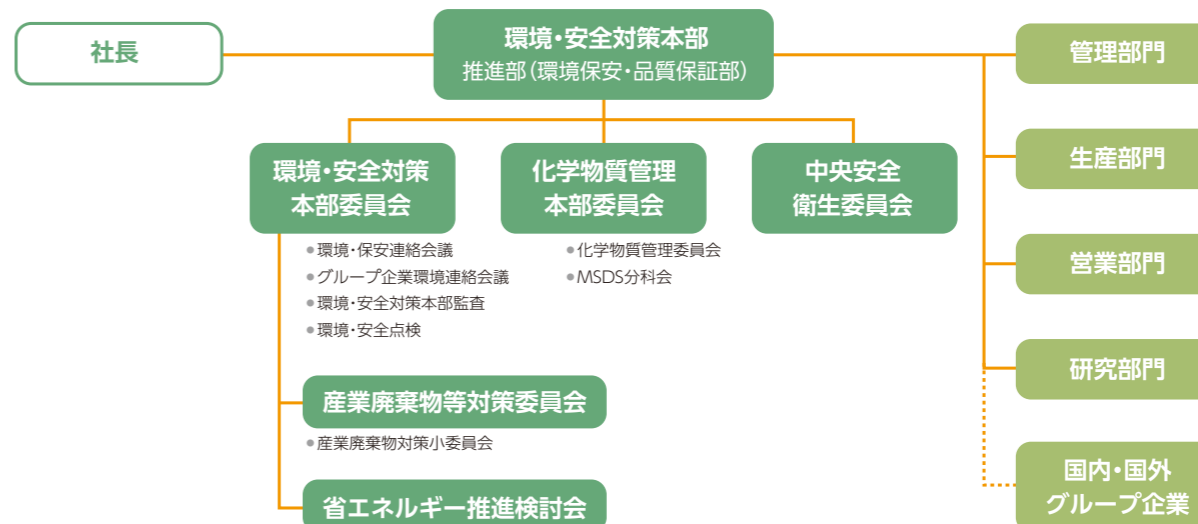 社長
環境・安全対策本部
推進部（環境保安・品質保証部）
管理部門
生産部門
営業部門
研究部門
国内・国外
グループ企業
環境・安全対策
本部委員会
●環境・保安連絡会議
●グループ企業環境連絡会議
●環境・安全対策本部監査
●環境・安全点検
化学物質管理
本部委員会
●化学物質管理委員会
●MSDS分科会
中央安全
衛生委員会
産業廃棄物等対策委員会
●産業廃棄物対策小委員会
省エネルギー推進検討会